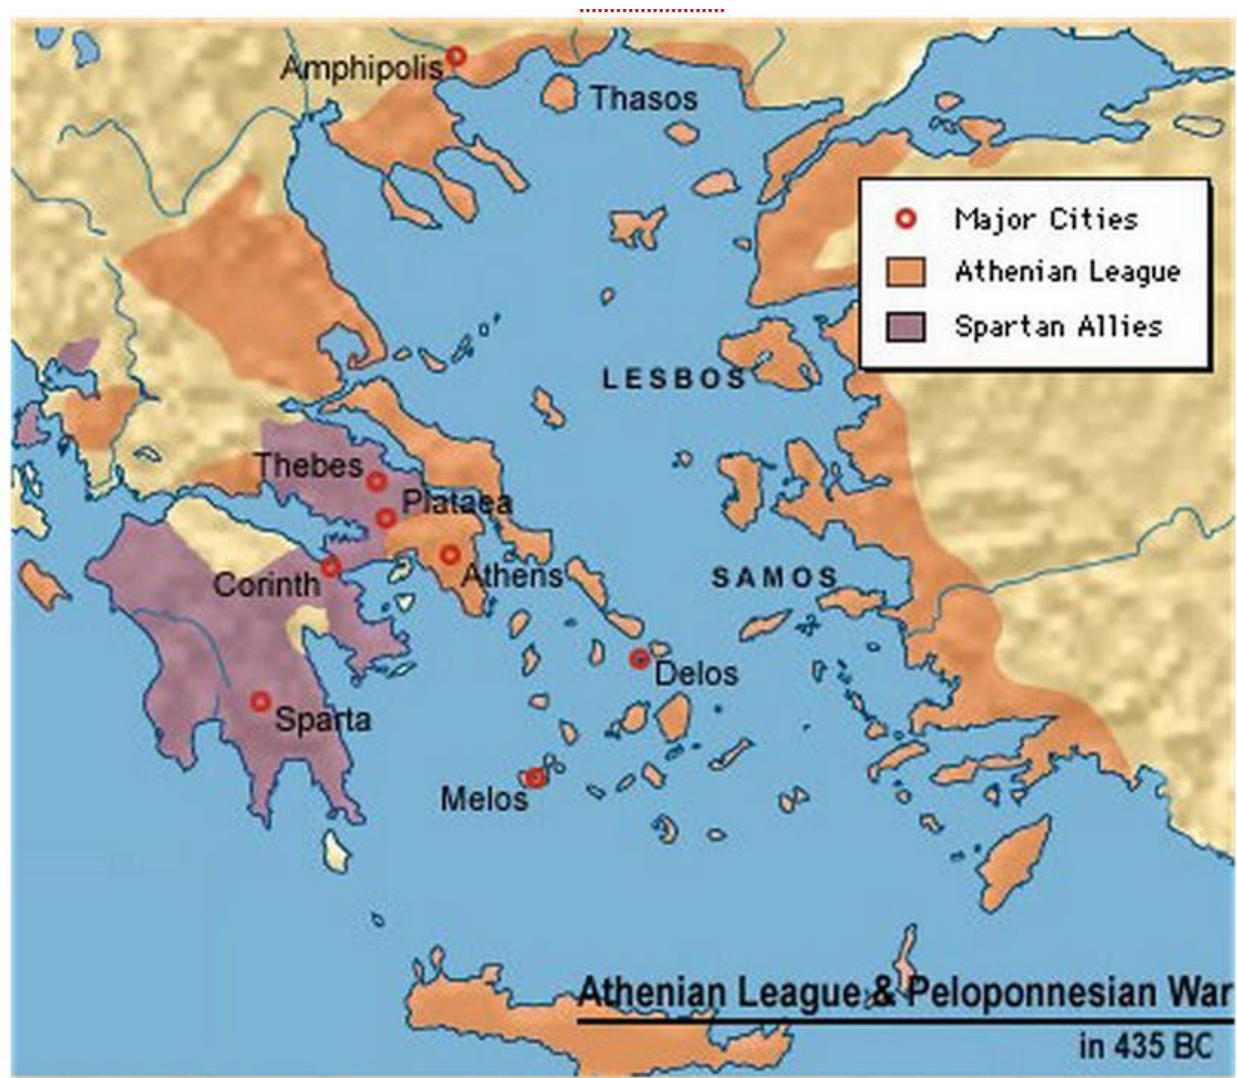 Amphipolis
Thasos
Major Cities
Athenian League
Spartan Allies
LESBOS
Thebes
Plataea
Corinth
Athens
SAMOS
Delos
Sparta
Melos
Athenian League & Peloponnesian War
in 435 BC